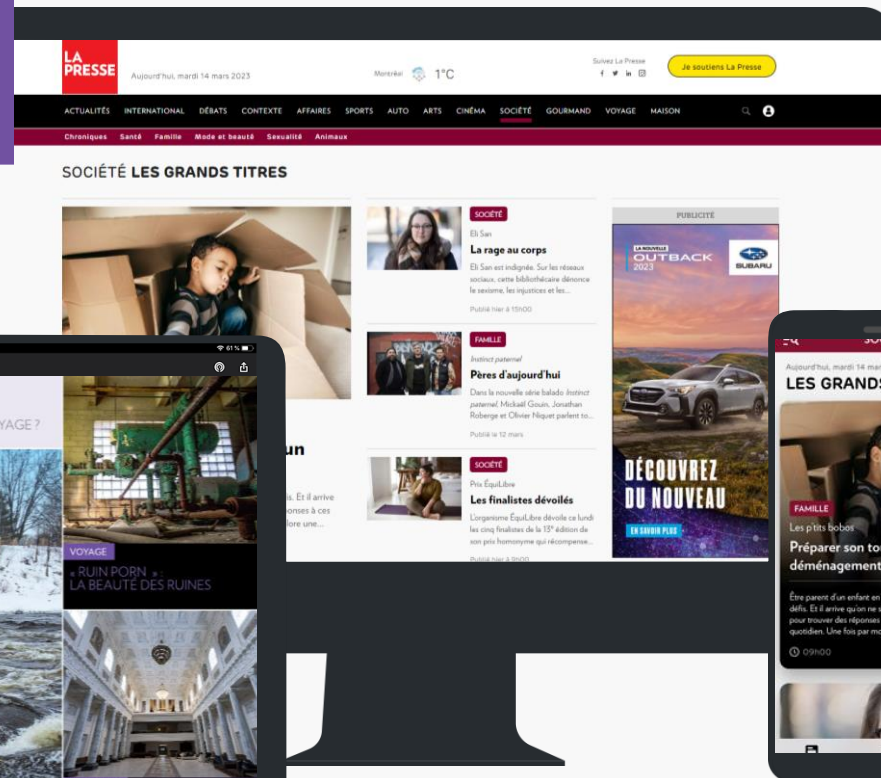 LA
PRESSE
Aujourd'hui, mardi 14 mars 2023
Montréal
1°C
Suivez La Presse
Je soutiens La Presse
ACTUALITÉS INTERNATIONAL DÉBATS CONTEXTE AFFAIRES SPORTS AUTO ARTS CINÉMA SOCIÉTÉ GOURMAND VOYAGE MAISON
Chroniques Santé Famille Mode et beauté Sexualité Animaux
SOCIÉTÉ LES GRANDS TITRES
un
is. Et il arrive
onses à ces
lore une...
SOCIÉTÉ
Eli San
La rage au corps
Eli San est indignée. Sur les réseaux
sociaux, cette bibliothécaire dénonce
le sexisme, les injustices et les...
Publié hier à 15h00
FAMILLE
Instinct paternel
Pères d'aujourd'hui
Dans la nouvelle série balado Instinct
paternel, Mickaël Gouin, Jonathan
Roberge et Olivier Niquet parlent to...
Publié le 12 mars
SOCIÉTÉ
Prix ÉquiLibre
Les finalistes dévoilés
L'organisme ÉquiLibre dévoile ce lundi
les cinq finalistes de la 13e édition de
son prix homonyme qui récompense...
Publié hier à 9h00
PUBLICITÉ
LA NOUVELLE
OUTBACK
2023
SUBARU
DÉCOUVREZ
DU NOUVEAU
EN SAVOIR PLUS
61 %
YAGE ?
VOYAGE
« RUIN PORN » :
LA BEAUTÉ DES RUINES
SOC
Aujourd'hui, mardi 14 mar
LES GRANDS
FAMILLE
Les p'tits bobos
Préparer son tou
déménagement
Être parent d'un enfant en
défis. Et il arrive qu'on ne s
pour trouver des réponses
quotidien. Une fois par mo
09h00